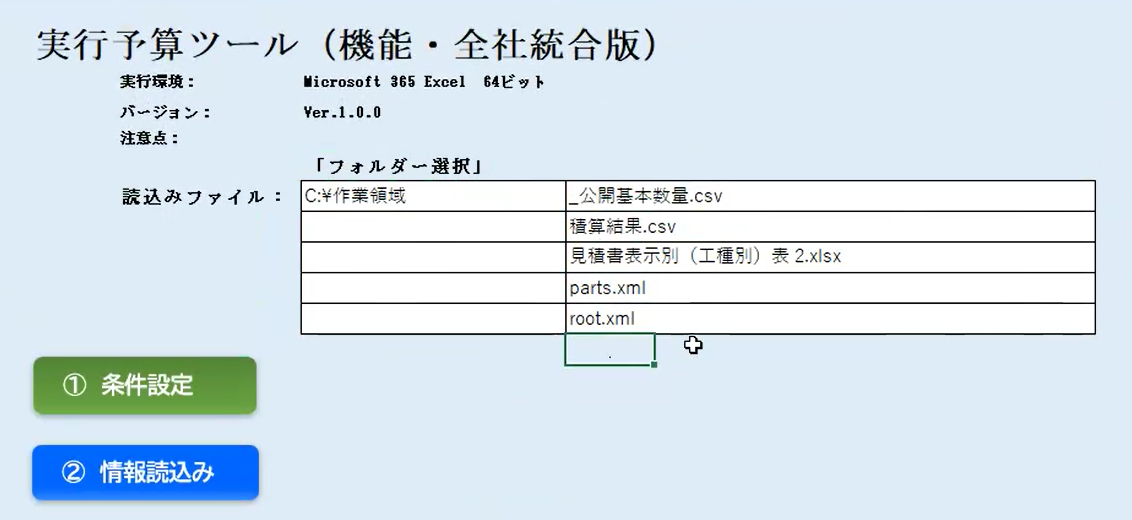 実行予算ツール（機能・全社統合版）
実行環境： Microsoft 365 Excel 64ビット
バージョン： Ver.1.0.0
注意点：
「フォルダー選択」
読込みファイル： C:¥作業領域 _公開基本数量.csv
積算結果.csv
見積書表示別（工種別）表 2.xlsx
parts.xml
root.xml
.
① 条件設定
② 情報読込み